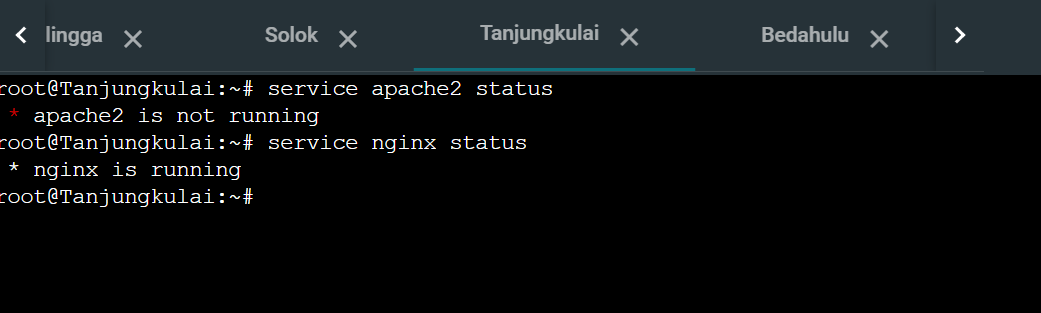 lingga Solok Tanjungkulai Bedahulu
root@Tanjungkulai:~# service apache2 status
* apache2 is not running
root@Tanjungkulai:~# service nginx status
* nginx is running
root@Tanjungkulai:~#